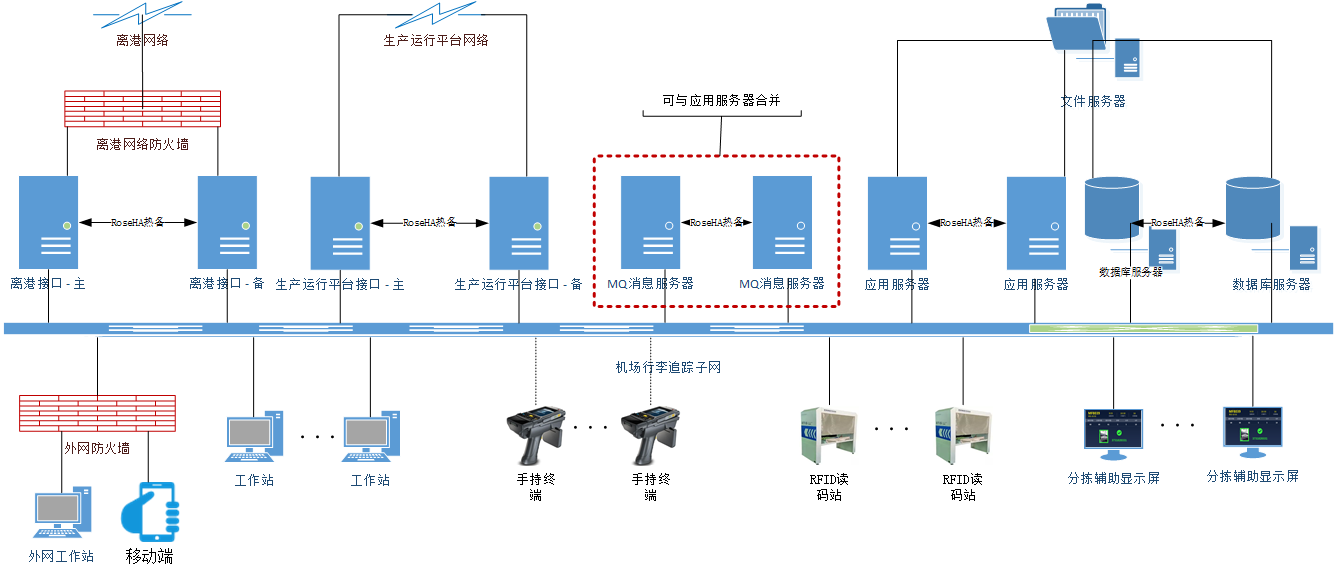 离港网络
生产运行平台网络
可与应用服务器合并
文件服务器
离港网络防火墙
RoseHA热备
RoseHA热备
RoseHA热备
RoseHA热备
RoseHA热备
离港接口-主
离港接口-备
生产运行平台接口-主
生产运行平台接口-备
MQ消息服务器
MQ消息服务器
应用服务器
应用服务器
数据库服务器
数据库服务器
机场行李追踪子网
外网防火墙
工作站
工作站
手持终
端
手持终
端
RFID读
码站
RFID读
码站
分拣辅助显示屏
分拣辅助显示屏
外网工作站
移动端